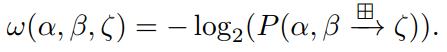 ω(α, β, ζ) = − log₂(P(α, β ⊞⟶ ζ)).